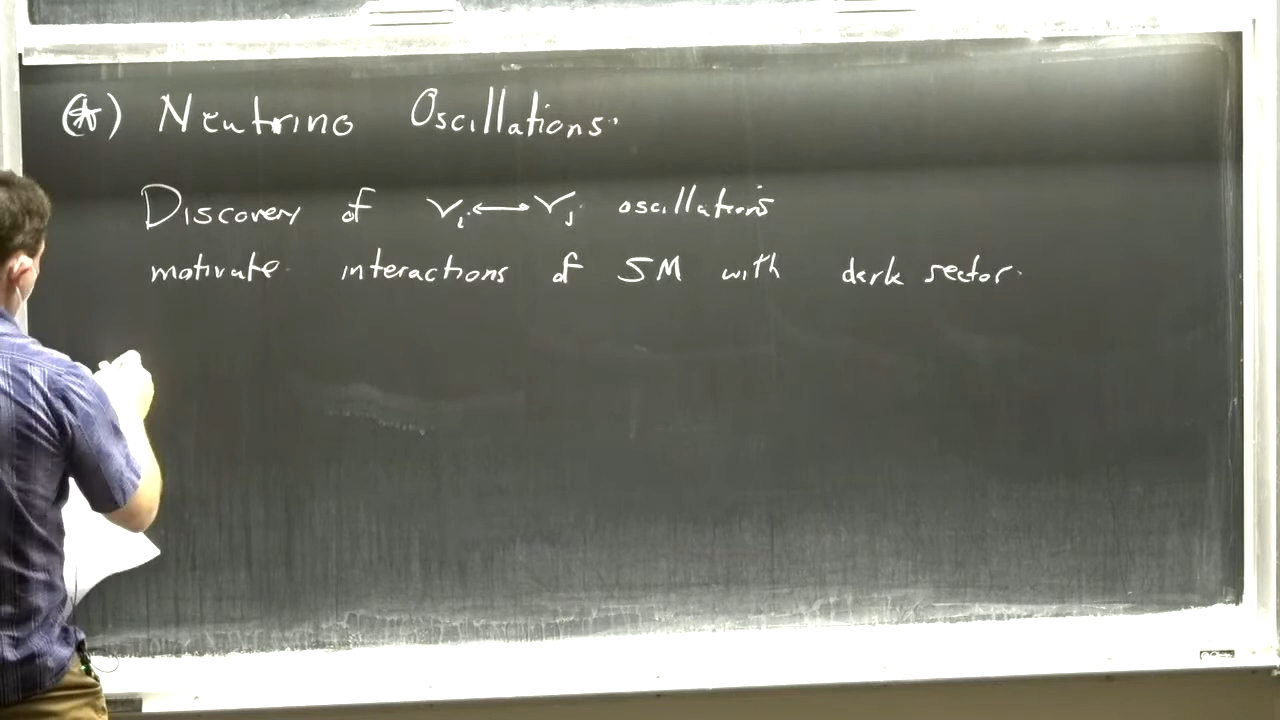 (*) Neutrino Oscillations.
Discovery of νᵢ ↔ νⱼ oscillations
motivate interactions of SM with dark sector.